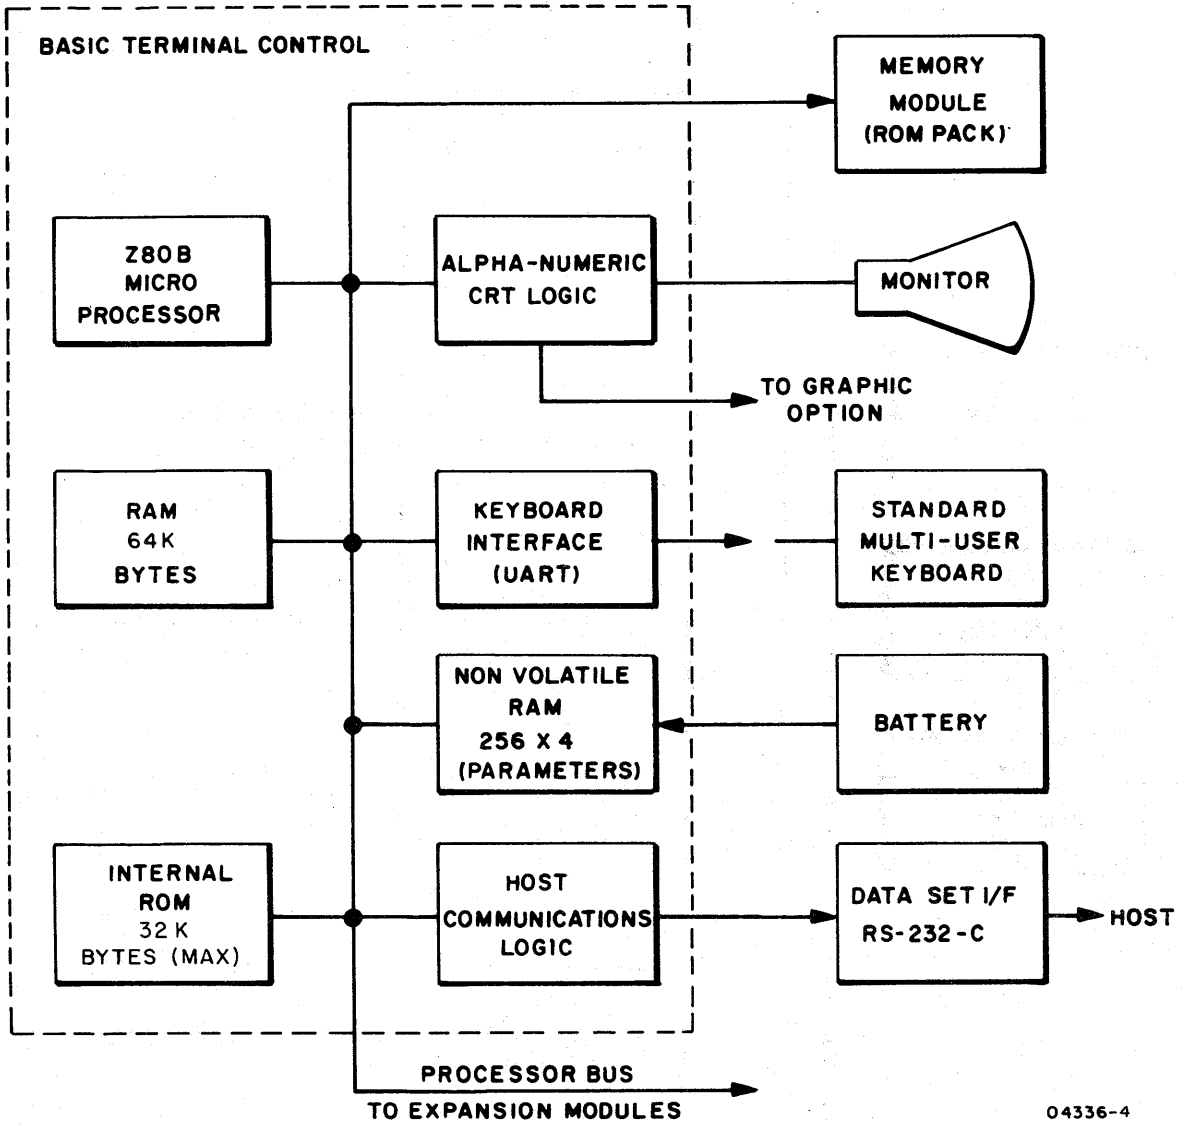 BASIC TERMINAL CONTROL
MEMORY
MODULE
(ROM PACK)
Z80B
MICRO
PROCESSOR
ALPHA-NUMERIC
CRT LOGIC
MONITOR
TO GRAPHIC
OPTION
RAM
64K
BYTES
KEYBOARD
INTERFACE
(UART)
STANDARD
MULTI-USER
KEYBOARD
NON VOLATILE
RAM
256 X 4
(PARAMETERS)
BATTERY
INTERNAL
ROM
32K
BYTES (MAX)
HOST
COMMUNICATIONS
LOGIC
DATA SET I/F
RS-232-C
HOST
PROCESSOR BUS
TO EXPANSION MODULES
04336-4